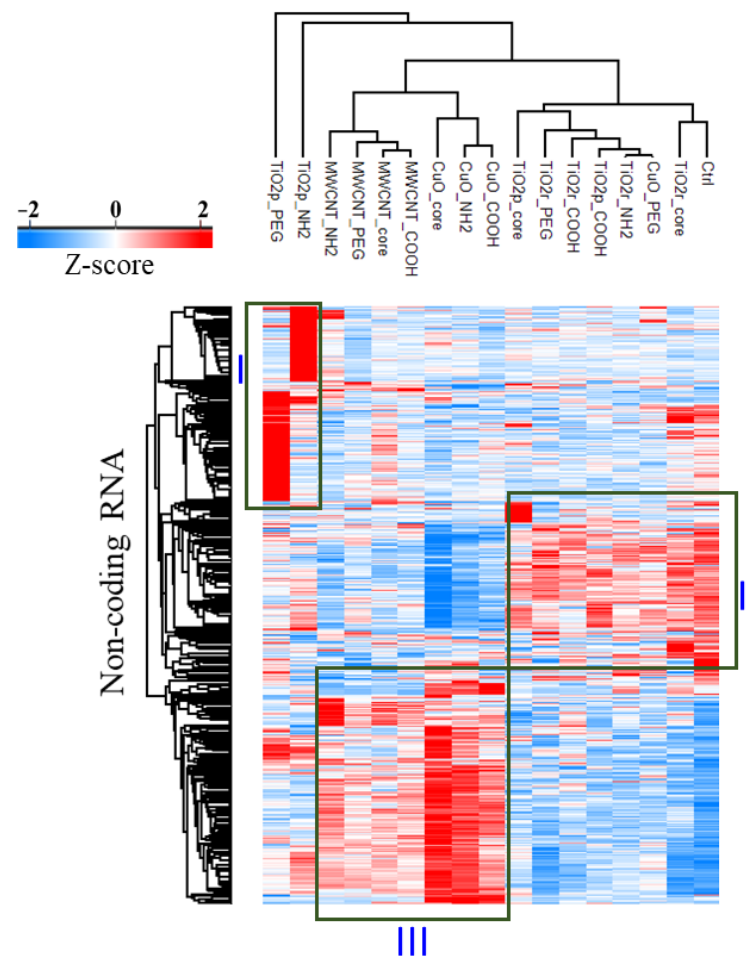 TiO2p_PEG
TiO2p_NH2
MWCNT_NH2
MWCNT_PEG
MWCNT_core
MWCNT_COOH
CuO_core
CuO_NH2
CuO_COOH
TiO2p_core
TiO2r_PEG
TiO2r_COOH
TiO2p_COOH
TiO2r_NH2
CuO_PEG
TiO2r_core
Ctrl
−2 0 2
Z-score
I
Non-coding RNA
I
III